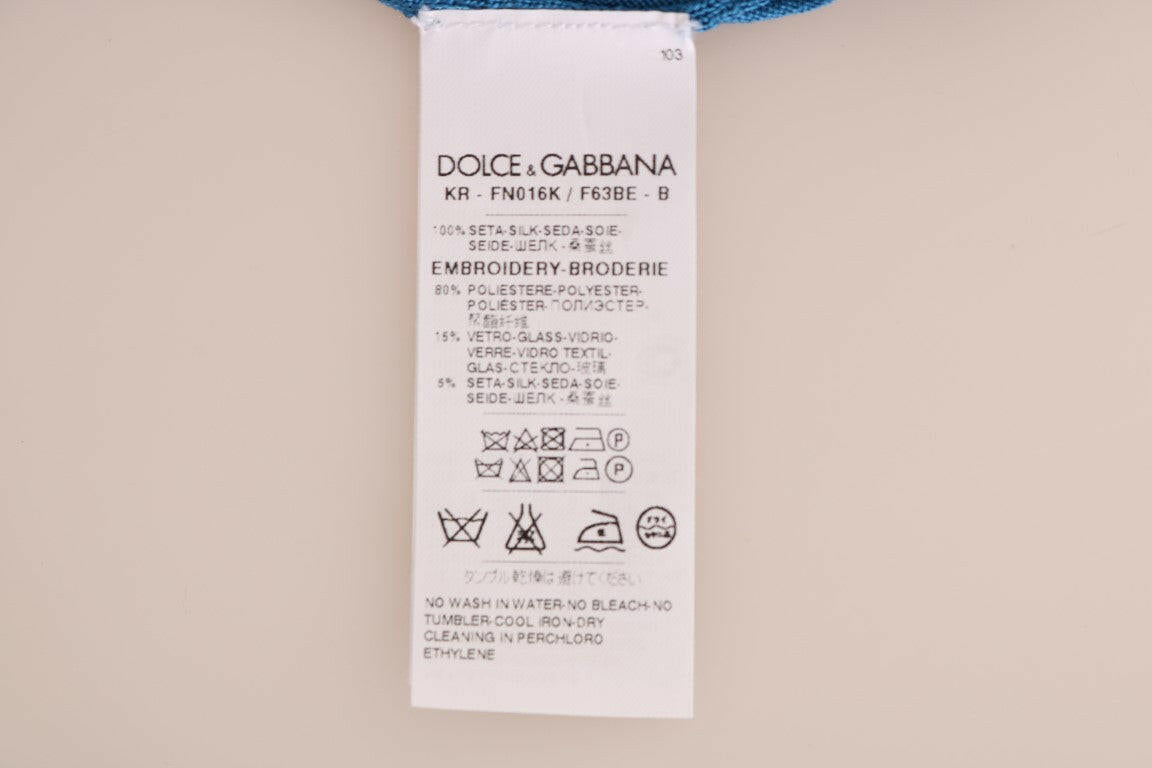 103
DOLCE & GABBANA
KR - FN016K / F63BE - B
100% SETA-SILK-SEDA-SOIE-
SEIDE-ШЕЛК-桑蚕丝
EMBROIDERY-BRODERIE
80% POLIESTERE-POLYESTER-
POLIÉSTER-ПОЛИЭСТЕР-
聚酯纤维
15% VETRO-GLASS-VIDRIO-
VERRE-VIDRO TEXTIL-
GLAS-СТЕКЛО-玻璃
5% SETA-SILK-SEDA-SOIE-
SEIDE-ШЕЛК-桑蚕丝
P
P
ドライ
タンブル乾燥は避けてください
NO WASH IN WATER-NO BLEACH-NO
TUMBLER-COOL IRON-DRY
CLEANING IN PERCHLORO
ETHYLENE